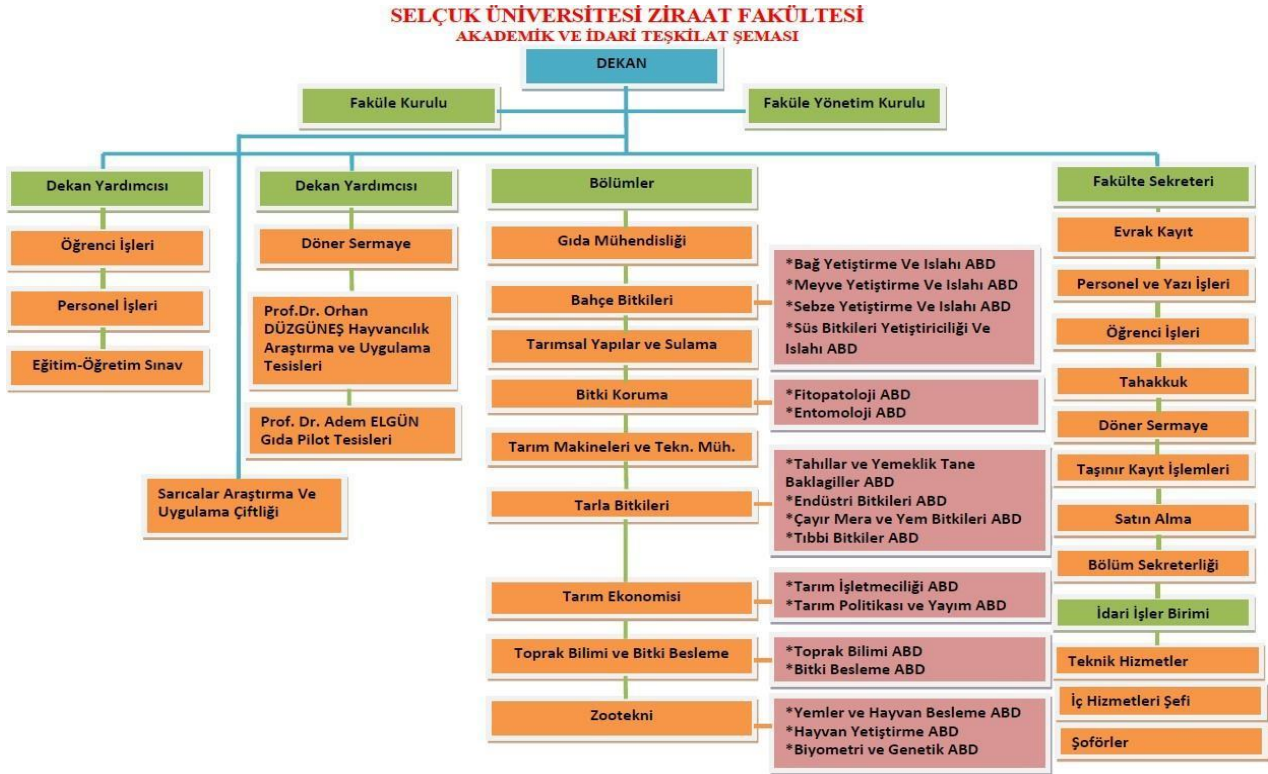 SELÇUK ÜNİVERSİTESİ ZİRAAT FAKÜLTESİ
AKADEMİK VE İDARİ TEŞKİLAT ŞEMASI
DEKAN
Faküle Kurulu
Faküle Yönetim Kurulu
Dekan Yardımcısı
Öğrenci İşleri
Personel İşleri
Eğitim-Öğretim Sınav
Dekan Yardımcısı
Döner Sermaye
Prof.Dr. Orhan
DÜZGÜNEŞ Hayvancılık
Araştırma ve Uygulama
Tesisleri
Prof. Dr. Adem ELGÜN
Gıda Pilot Tesisleri
Sarıcalar Araştırma Ve
Uygulama Çiftliği
Bölümler
Gıda Mühendisliği
Bahçe Bitkileri
*Bağ Yetiştirme Ve Islahı ABD
*Meyve Yetiştirme Ve Islahı ABD
*Sebze Yetiştirme Ve Islahı ABD
*Süs Bitkileri Yetiştiriciliği Ve
Islahı ABD
Tarımsal Yapılar ve Sulama
Bitki Koruma
*Fitopatoloji ABD
*Entomoloji ABD
Tarım Makineleri ve Tekn. Müh.
Tarla Bitkileri
*Tahıllar ve Yemeklik Tane
Baklagiller ABD
*Endüstri Bitkileri ABD
*Çayır Mera ve Yem Bitkileri ABD
*Tıbbi Bitkiler ABD
Tarım Ekonomisi
*Tarım İşletmeciliği ABD
*Tarım Politikası ve Yayım ABD
Toprak Bilimi ve Bitki Besleme
*Toprak Bilimi ABD
*Bitki Besleme ABD
Zootekni
*Yemler ve Hayvan Besleme ABD
*Hayvan Yetiştirme ABD
*Biyometri ve Genetik ABD
Fakülte Sekreteri
Evrak Kayıt
Personel ve Yazı İşleri
Öğrenci İşleri
Tahakkuk
Döner Sermaye
Taşınır Kayıt İşlemleri
Satın Alma
Bölüm Sekreterliği
İdari İşler Birimi
Teknik Hizmetler
İç Hizmetleri Şefi
Şoförler